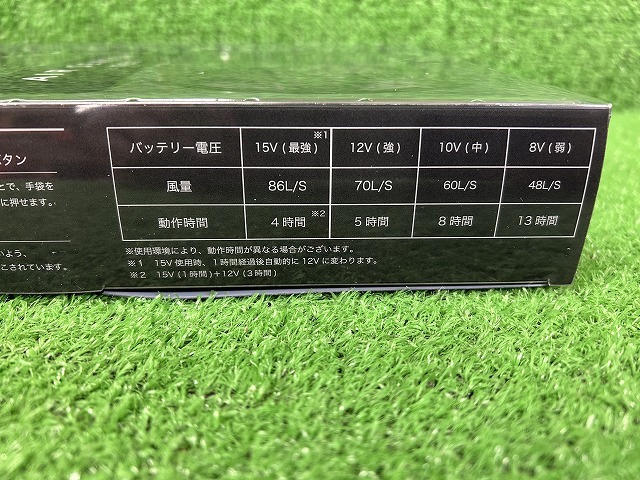 タン
とで、手袋を
に押せます。
いよう、
こされています。
バッテリー電圧 15V (最強) ※1 12V (強) 10V (中) 8V (弱)
風量 86L/S 70L/S 60L/S 48L/S
動作時間 4時間 ※2 5時間 8時間 13時間
※使用環境により、動作時間が異なる場合がございます。
※1 15V使用時、1時間経過後自動的に12Vに変わります。
※2 15V (1時間)+12V (3時間)